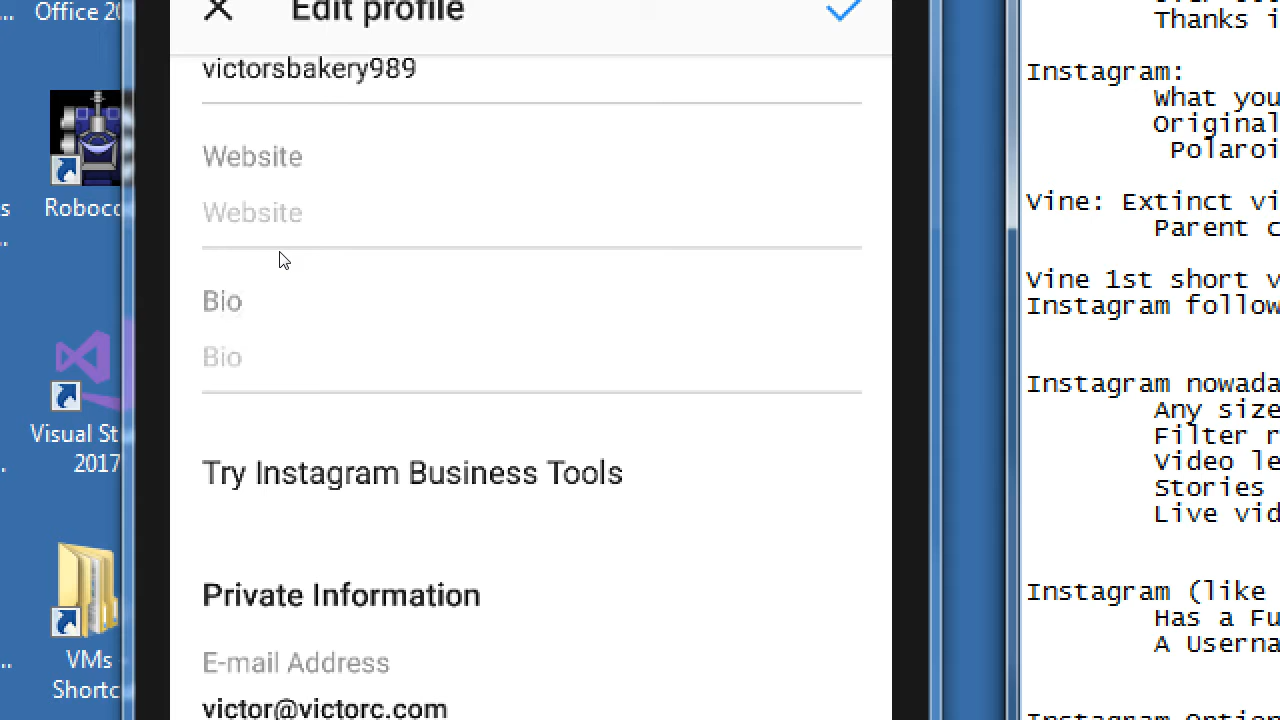 Office 20
Roboco
Visual St
2017
VMs
Shortc
Edit profile
victorsbakery989
Website
Website
Bio
Bio
Try Instagram Business Tools
Private Information
E-mail Address
victor@victorc.com
Thanks i
Instagram:
What you
Original
Polaroi
Vine: Extinct vi
Parent c
Vine 1st short v
Instagram follow
Instagram nowada
Any size
Filter r
Video le
Stories
Live vid
Instagram (like
Has a Fu
A Userna
Instagram Option